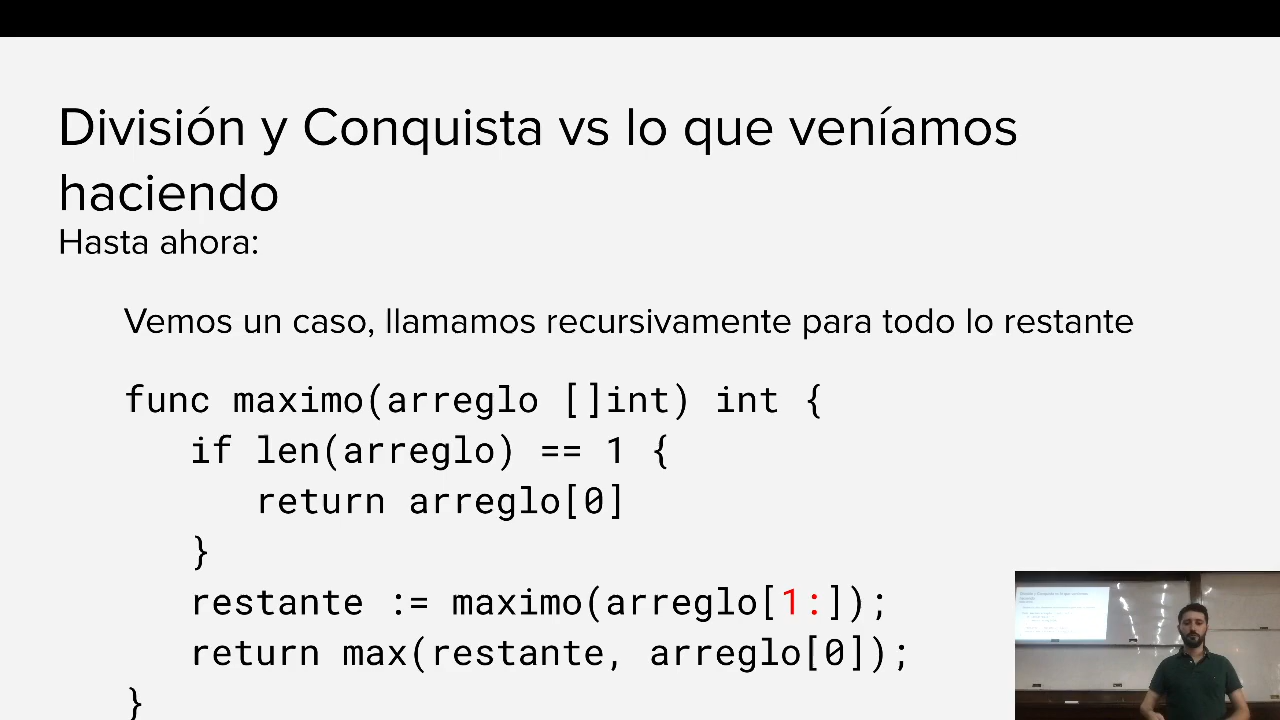 División y Conquista vs lo que veníamos
haciendo
Hasta ahora:
Vemos un caso, llamamos recursivamente para todo lo restante
func maximo(arreglo []int) int {
if len(arreglo) == 1 {
return arreglo[0]
}
restante := maximo(arreglo[1:]);
return max(restante, arreglo[0]);
}